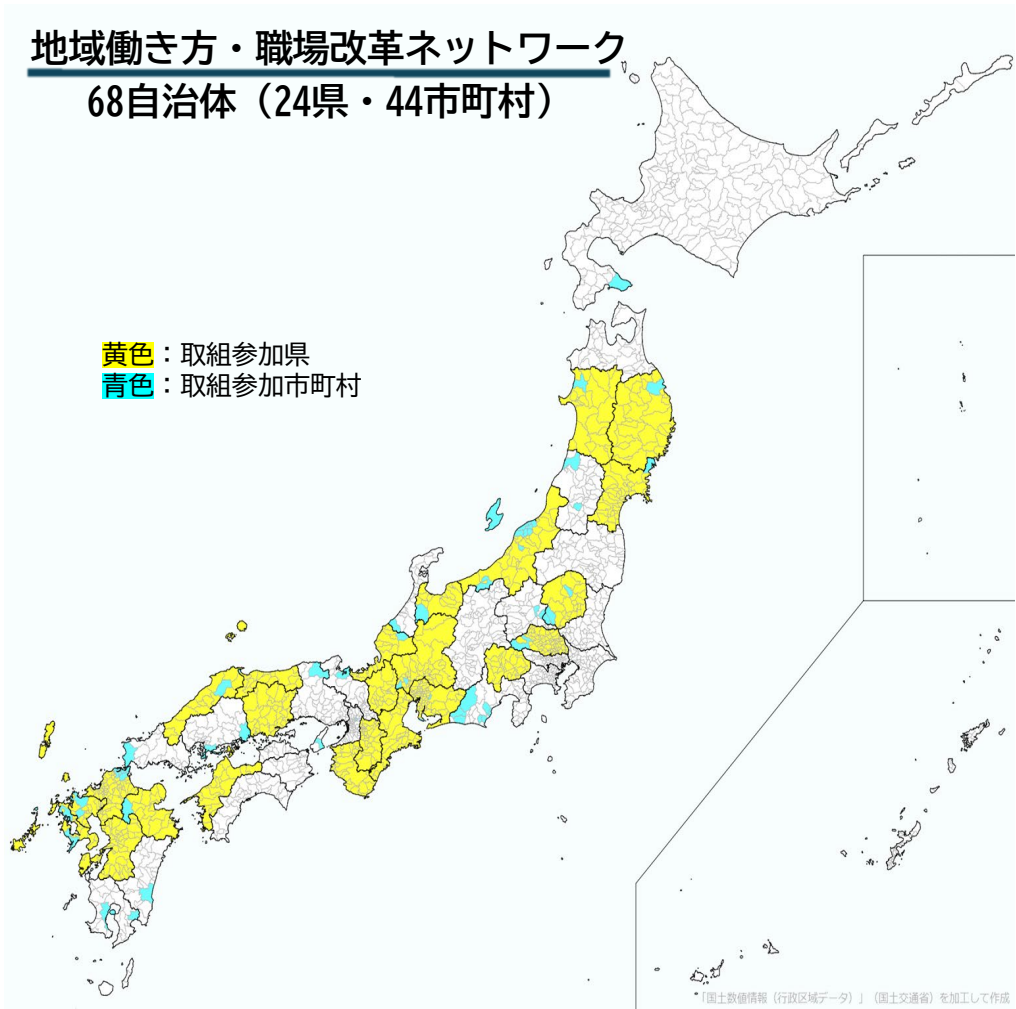 地域働き方・職場改革ネットワーク
68自治体（24県・44市町村）
黄色：取組参加県
青色：取組参加市町村
「国土数値情報（行政区域データ）」（国土交通省）を加工して作成